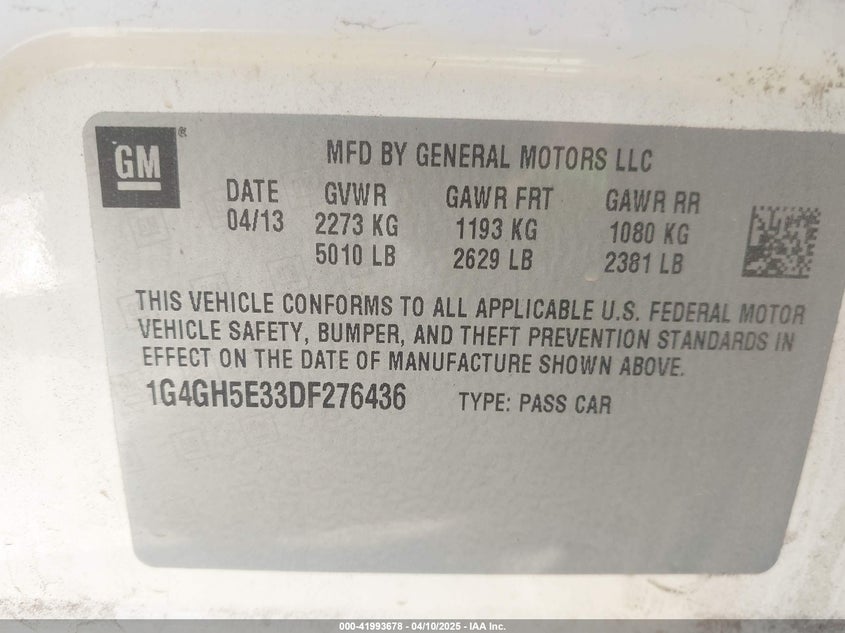 GM
MFD BY GENERAL MOTORS LLC
DATE GVWR GAWR FRT GAWR RR
04/13 2273 KG 1193 KG 1080 KG
5010 LB 2629 LB 2381 LB
THIS VEHICLE CONFORMS TO ALL APPLICABLE U.S. FEDERAL MOTOR
VEHICLE SAFETY, BUMPER, AND THEFT PREVENTION STANDARDS IN
EFFECT ON THE DATE OF MANUFACTURE SHOWN ABOVE.
1G4GH5E33DF276436 TYPE: PASS CAR
000-41993678 - 04/10/2025 - IAA Inc.